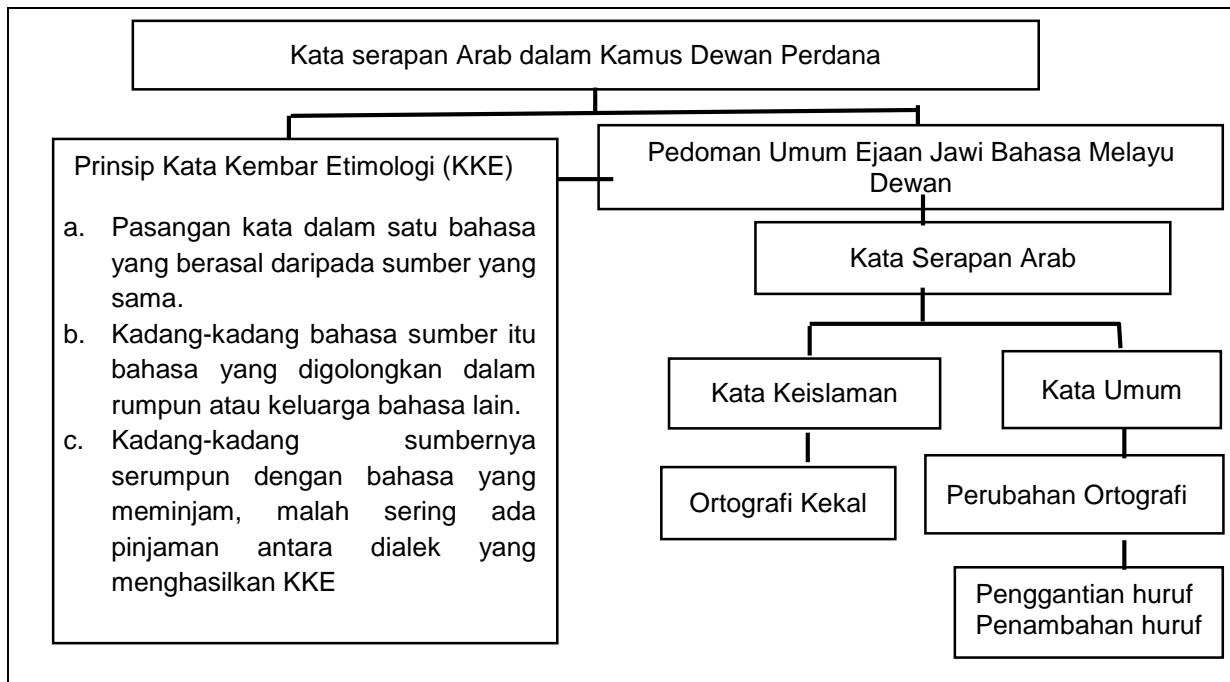 Kata serapan Arab dalam Kamus Dewan Perdana
Prinsip Kata Kembar Etimologi (KKE)
a. Pasangan kata dalam satu bahasa
yang berasal daripada sumber yang
sama.
b. Kadang-kadang bahasa sumber itu
bahasa yang digolongkan dalam
rumpun atau keluarga bahasa lain.
c. Kadang-kadang sumbernya
serumpun dengan bahasa yang
meminjam, malah sering ada
pinjaman antara dialek yang
menghasilkan KKE
Pedoman Umum Ejaan Jawi Bahasa Melayu
Dewan
Kata Serapan Arab
Kata Keislaman
Kata Umum
Ortografi Kekal
Perubahan Ortografi
Penggantian huruf
Penambahan huruf